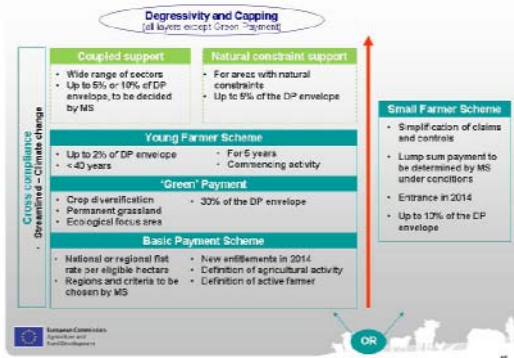 Degressivity and Capping
(all layers except Green Payment)
Cross compliance
• Streamlined – Climate change
Coupled support
• Wide range of sectors
• Up to 5% or 10% of DP
envelope, to be decided
by MS
Natural constraint support
• For areas with natural
constraints
• Up to 5% of the DP envelope
Young Farmer Scheme
• Up to 2% of DP envelope
• < 40 years
• For 5 years
• Commencing activity
'Green' Payment
• Crop diversification
• Permanent grassland
• Ecological focus area
• 30% of the DP envelope
Basic Payment Scheme
• National or regional flat
rate per eligible hectare
• Regions and criteria to be
chosen by MS
• New entitlements in 2014
• Definition of agricultural activity
• Definition of active farmer
Small Farmer Scheme
• Simplification of claims
and controls
• Lump sum payment to
be determined by MS
under conditions
• Entrance in 2014
• Up to 10% of the DP
envelope
OR
European Commission
Agriculture and
Rural Development